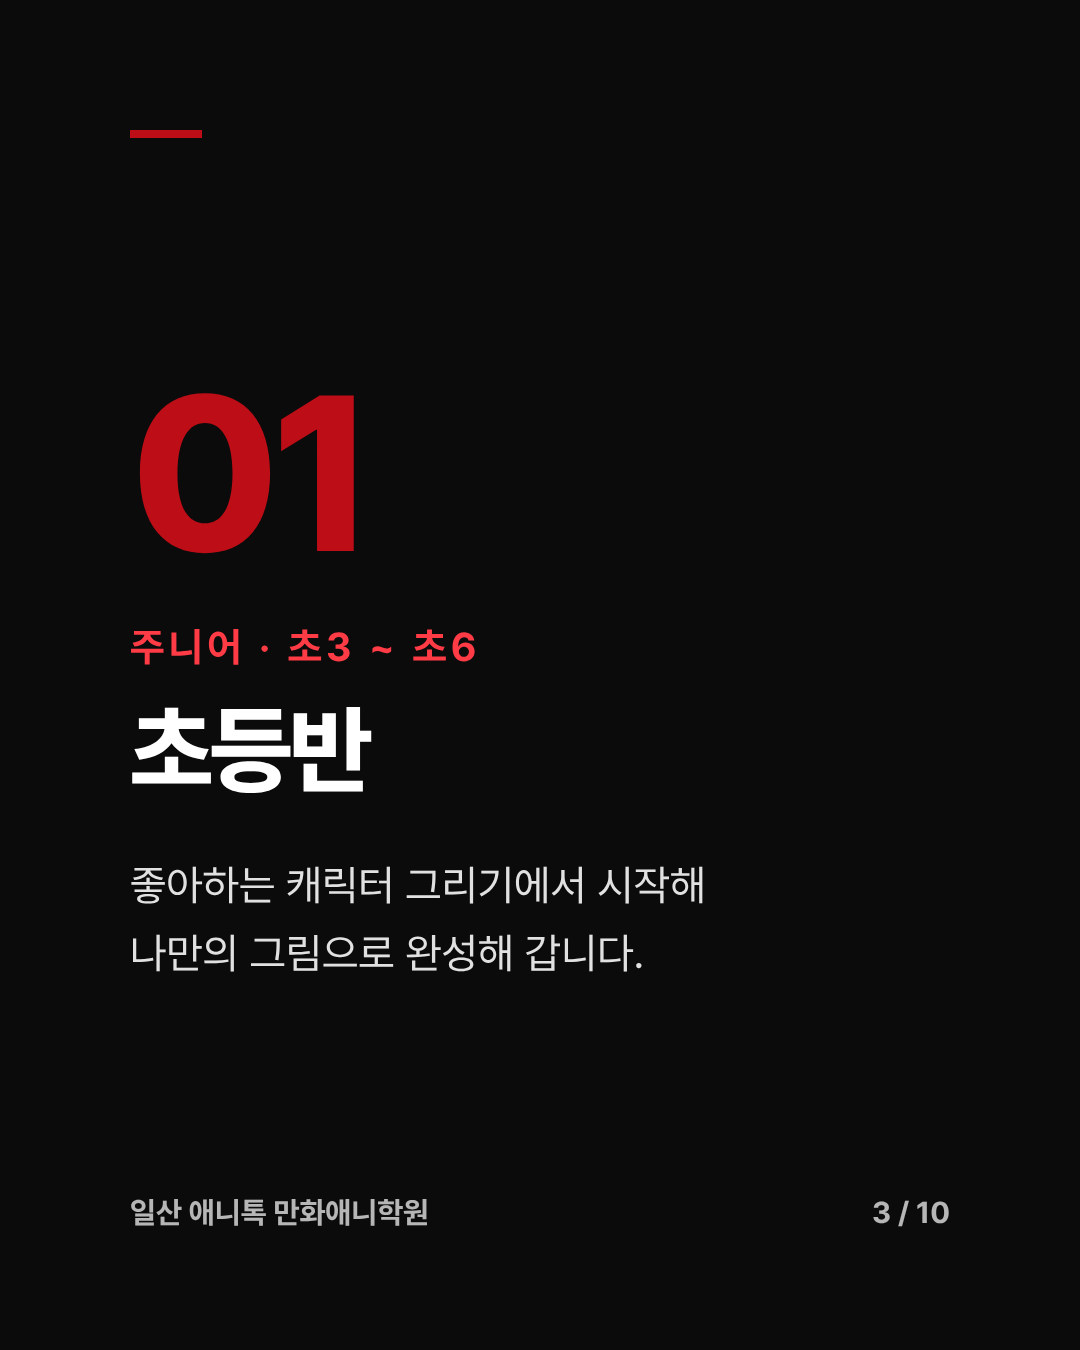 01
주니어 · 초3 ~ 초6
초등반
좋아하는 캐릭터 그리기에서 시작해
나만의 그림으로 완성해 갑니다.
일산 애니톡 만화애니학원
3 / 10